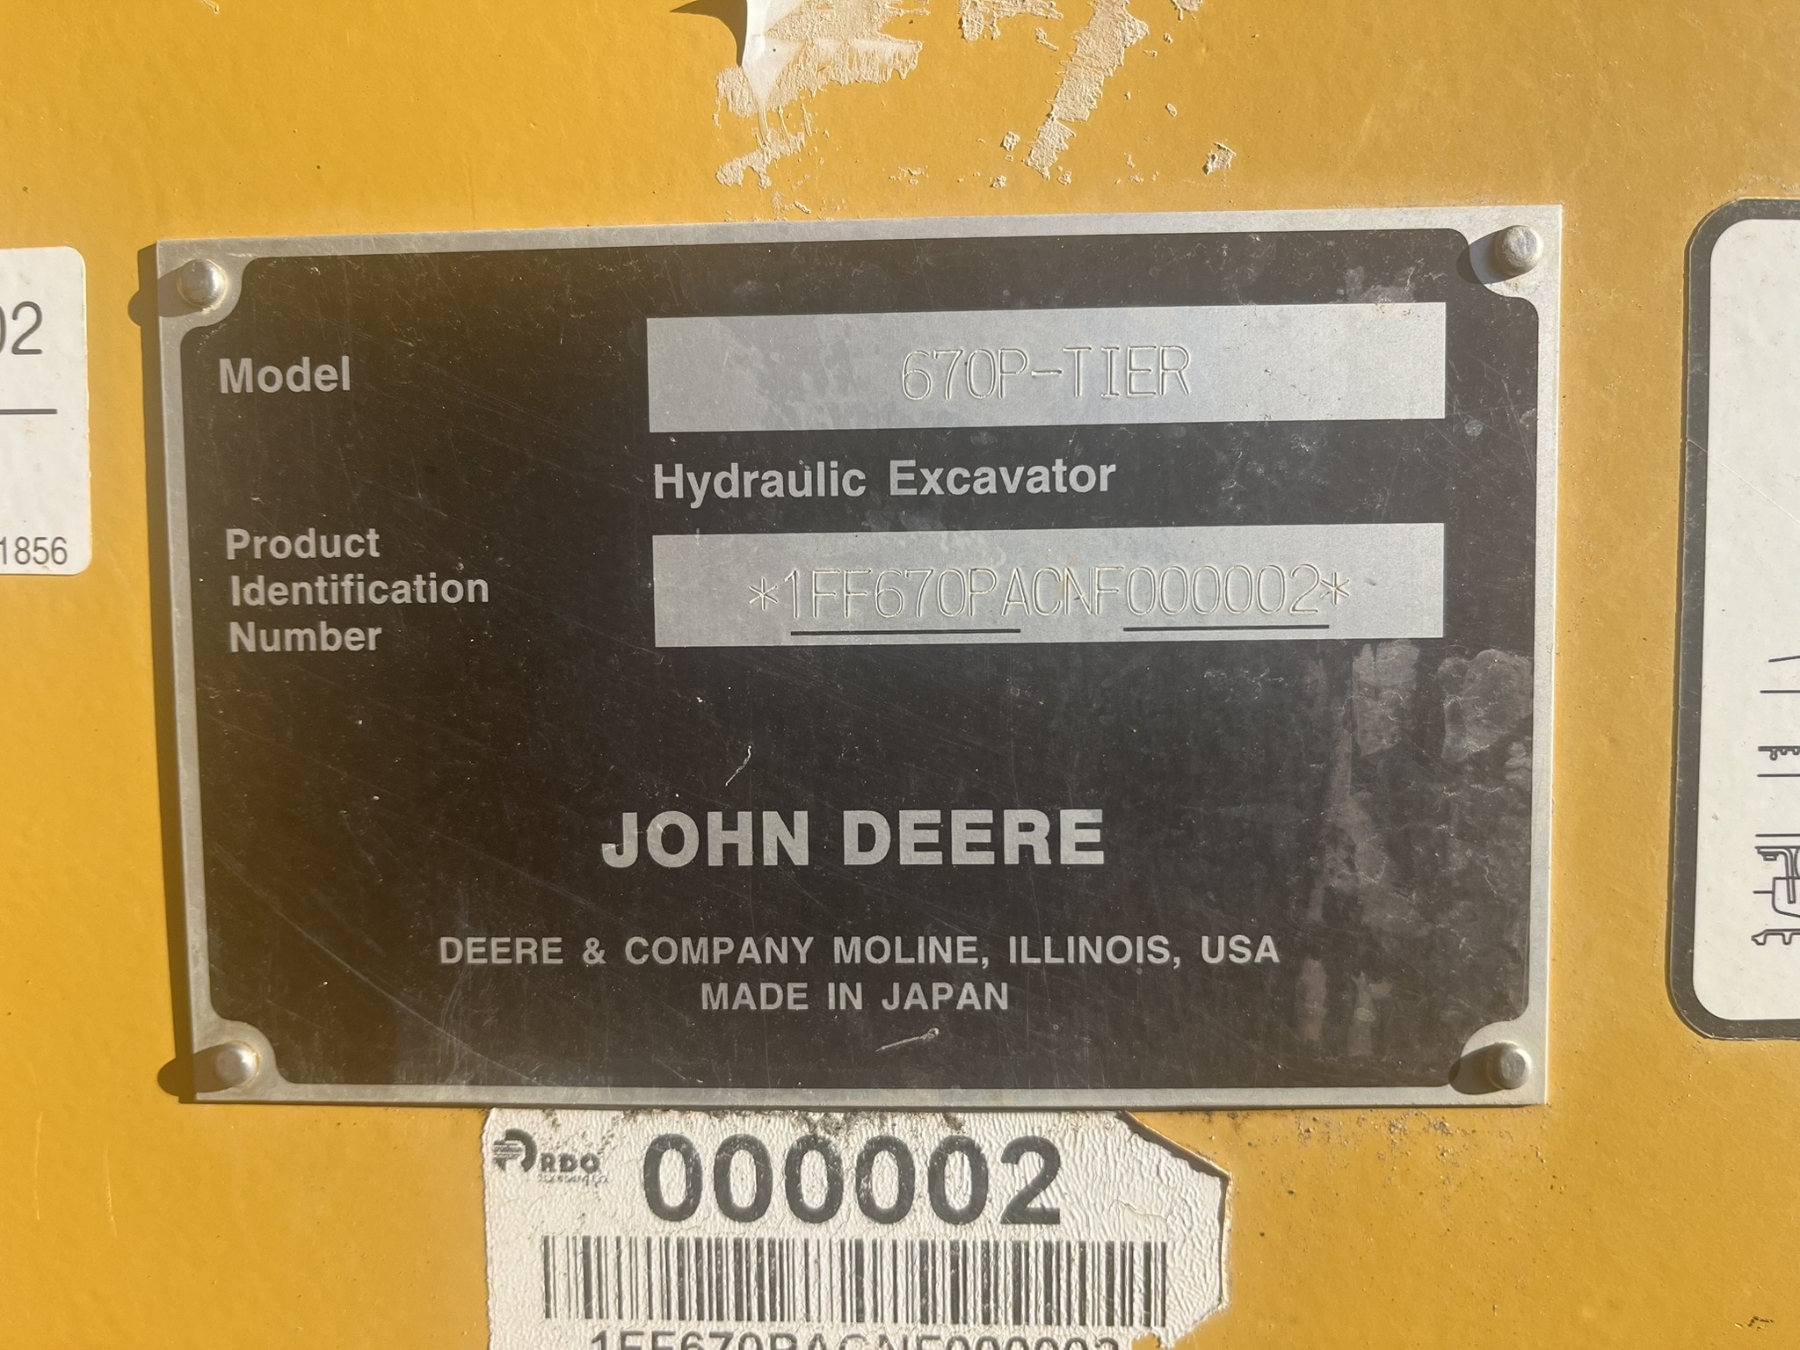 02
1856
Model
670P-TIER
Hydraulic Excavator
Product
Identification
Number
*1FF670PACNF000002*
JOHN DEERE
DEERE & COMPANY MOLINE, ILLINOIS, USA
MADE IN JAPAN
RDO
000002
1FF670PACNF000002